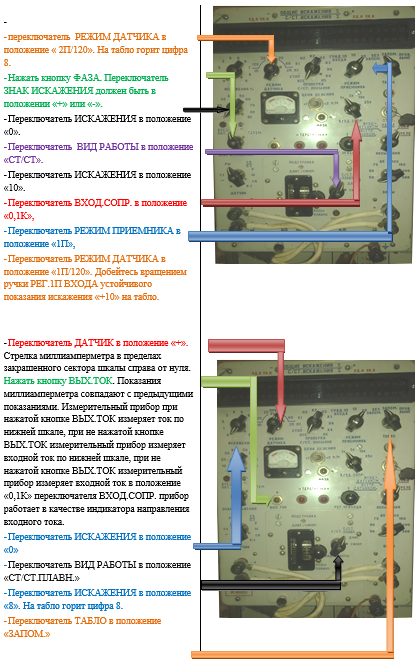 -
- переключатель РЕЖИМ ДАТЧИКА в
положение « 2П/120». На табло горит цифра
8.
-Нажать кнопку ФАЗА. Переключатель
ЗНАК ИСКАЖЕНИЯ должен быть в
положении «+» или «-».
-Переключатель ИСКАЖЕНИЯ в положение
«0».
-Переключатель ВИД РАБОТЫ в положение
«СТ/СТ».
-Переключатель ИСКАЖЕНИЯ в положение
«10».
-Переключатель ВХОД.СОПР. в положение
«0,1К»,
-Переключатель РЕЖИМ ПРИЕМНИКА в
положение «1П»,
-Переключатель РЕЖИМ ДАТЧИКА в
положение «1П/120». Добейтесь вращением
ручки РЕГ.1П ВХОДА устойчивого
показания искажения «+10» на табло.
-Переключатель ДАТЧИК в положение «+».
Стрелка миллиамперметра в пределах
закрашенного сектора шкалы справа от нуля.
Нажать кнопку ВЫХ.ТОК. Показания
миллиамперметра совпадают с предыдущими
показаниями. Измерительный прибор при
нажатой кнопке ВЫХ.ТОК измеряет ток по
нижней шкале, при не нажатой кнопке
ВЫХ.ТОК измерительный прибор измеряет
входной ток по нижней шкале, при не
нажатой кнопке ВЫХ.ТОК измерительный
прибор измеряет входной ток в положение
«0,1К» переключателя ВХОД.СОПР. прибор
работает в качестве индикатора направления
входного тока.
-Переключатель ИСКАЖЕНИЯ в положение
«0»
-Переключатель ВИД РАБОТЫ в положение
«СТ/СТ.ПЛАВН.»
-Переключатель ИСКАЖЕНИЯ в положение
«8». На табло горит цифра 8.
-Переключатель ТАБЛО в положение
«ЗАПОМ.»